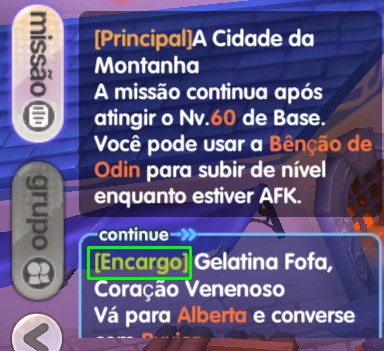 missão
[Principal]A Cidade da
Montanha
A missão continua após
atingir o Nv.60 de Base.
Você pode usar a Bênção de
Odin para subir de nível
enquanto estiver AFK.
grupo
continue
[Encargo] Gelatina Fofa,
Coração Venenoso
Vá para Alberta e converse
com